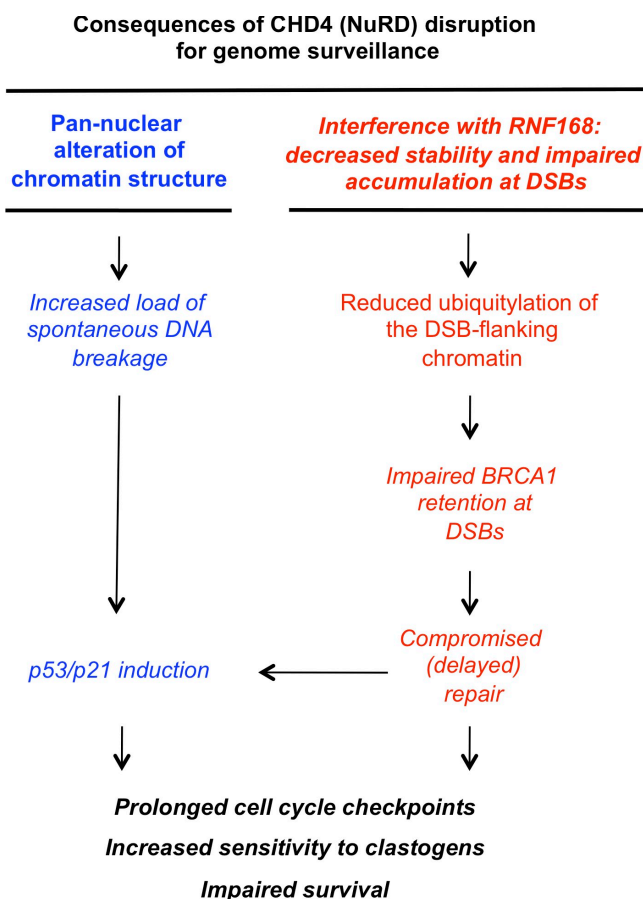 Consequences of CHD4 (NuRD) disruption
for genome surveillance
Pan-nuclear
alteration of
chromatin structure
Interference with RNF168:
decreased stability and impaired
accumulation at DSBs
Increased load of
spontaneous DNA
breakage
Reduced ubiquitylation of
the DSB-flanking
chromatin
Impaired BRCA1
retention at
DSBs
p53/p21 induction
Compromised
(delayed)
repair
Prolonged cell cycle checkpoints
Increased sensitivity to clastogens
Impaired survival